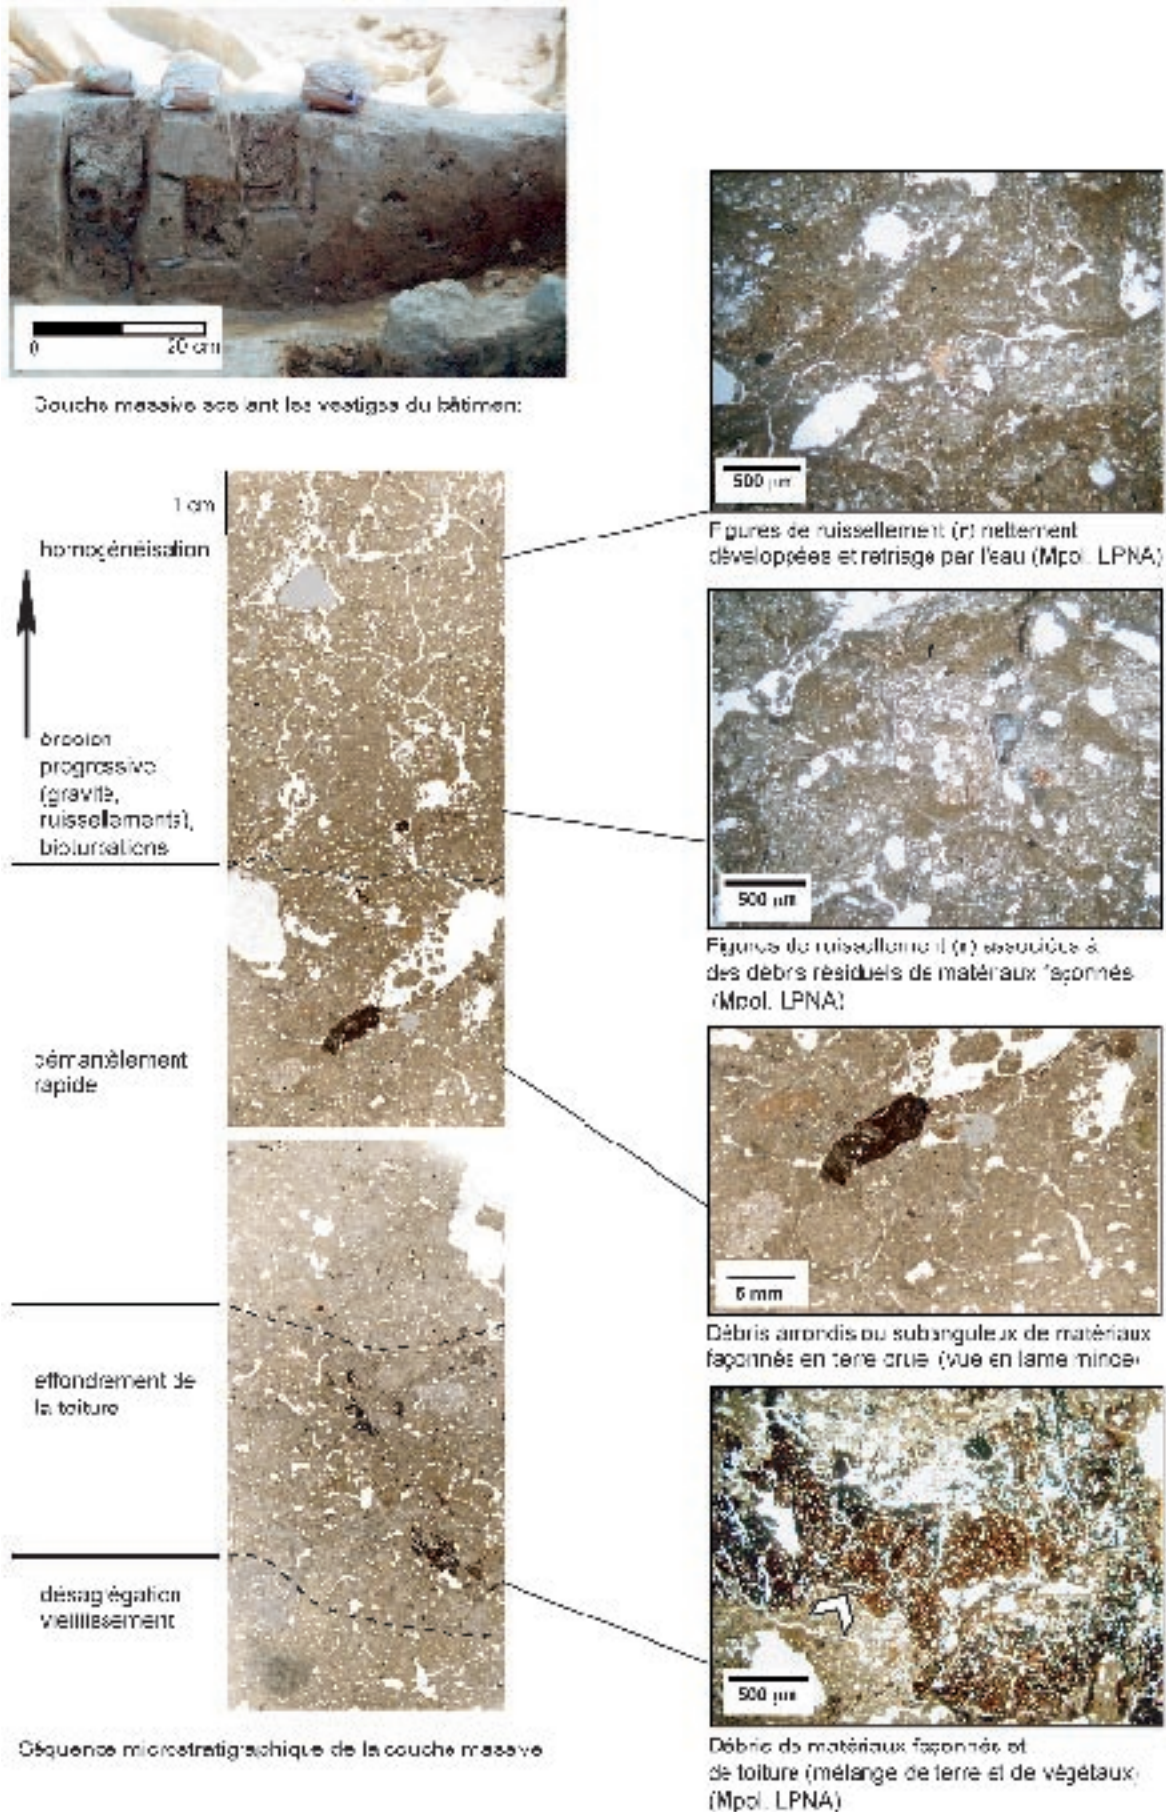 0 20 cm
Couche massive scellant les vestiges du bâtiment
1 cm
homogénéisation
érosion
progressive
(gravité,
ruissellements),
bioturbations
démantèlement
rapide
effondrement de
la toiture
désagrégation
vieillissement
Séquence microstratigraphique de la couche massive
500 µm
Figures de ruissellement (r) nettement
développées et retriage par l'eau (Mpol. LPNA)
r
500 µm
Figures de ruissellement (r) associées à
des débris résiduels de matériaux façonnés
(Mpol. LPNA)
5 mm
Débris arrondis ou subanguleux de matériaux
façonnés en terre crue (vue en lame mince)
500 µm
Débris de matériaux façonnés et
de toiture (mélange de terre et de végétaux)
(Mpol. LPNA)